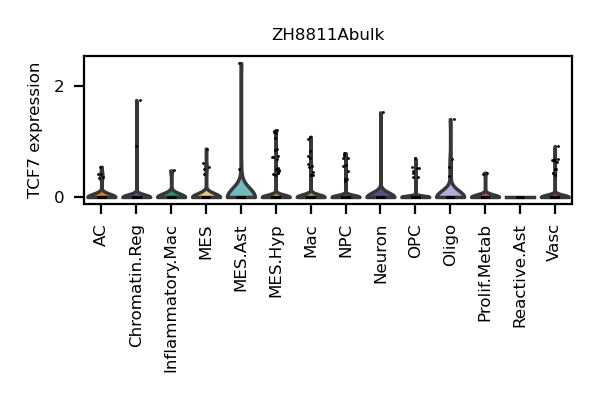 ZH8811Abulk
TCF7 expression
2
0
AC
Chromatin.Reg
Inflammatory.Mac
MES
MES.Ast
MES.Hyp
Mac
NPC
Neuron
OPC
Oligo
Prolif.Metab
Reactive.Ast
Vasc